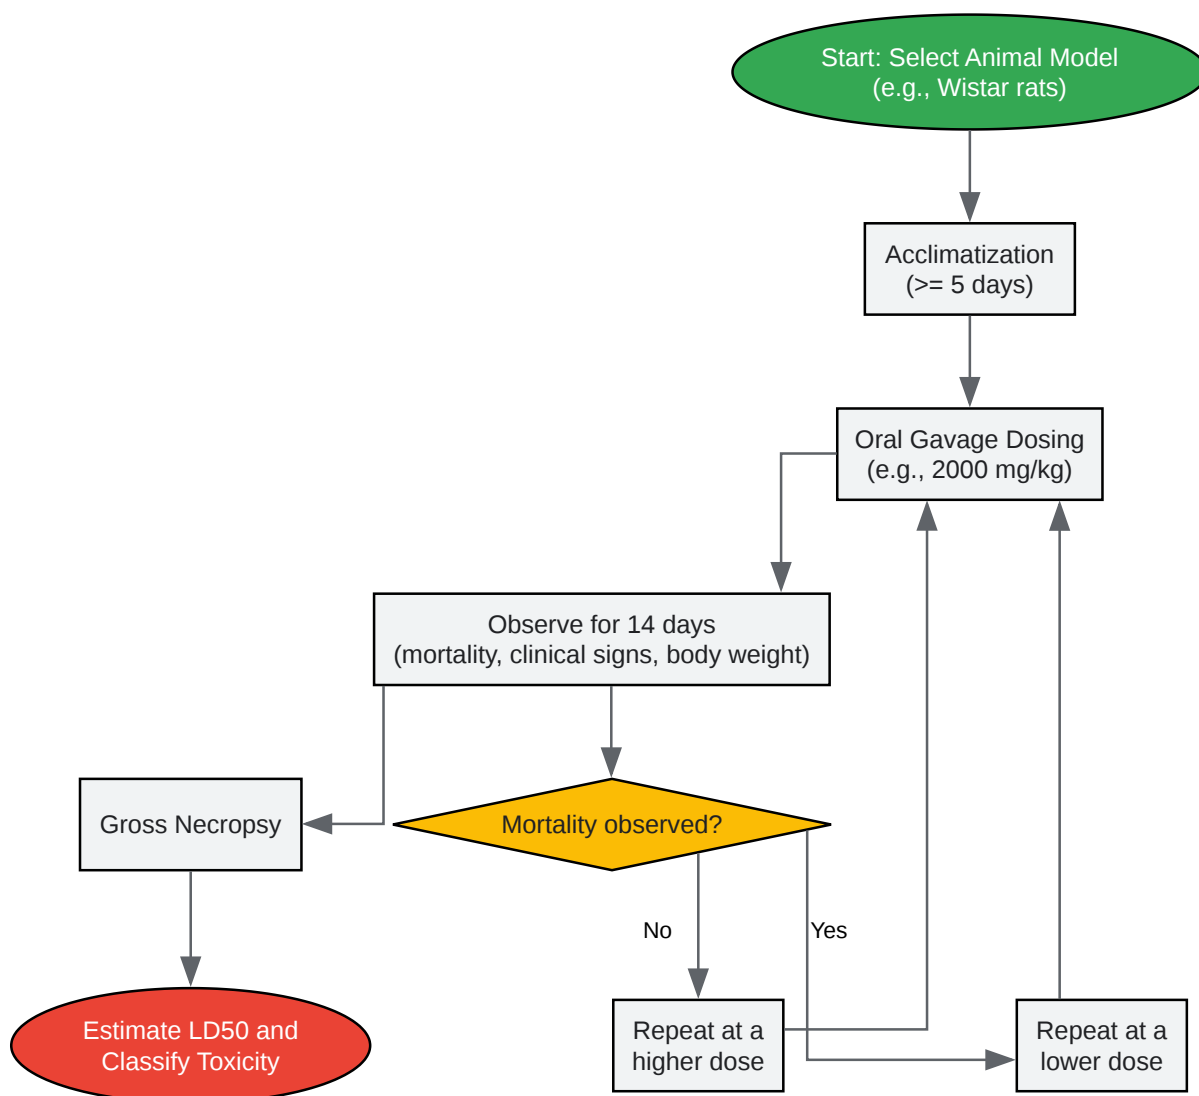 Start: Select Animal Model
(e.g., Wistar rats)
Acclimatization
(>= 5 days)
Oral Gavage Dosing
(e.g., 2000 mg/kg)
Observe for 14 days
(mortality, clinical signs, body weight)
Gross Necropsy
Mortality observed?
No
Yes
Estimate LD50 and
Classify Toxicity
Repeat at a
higher dose
Repeat at a
lower dose